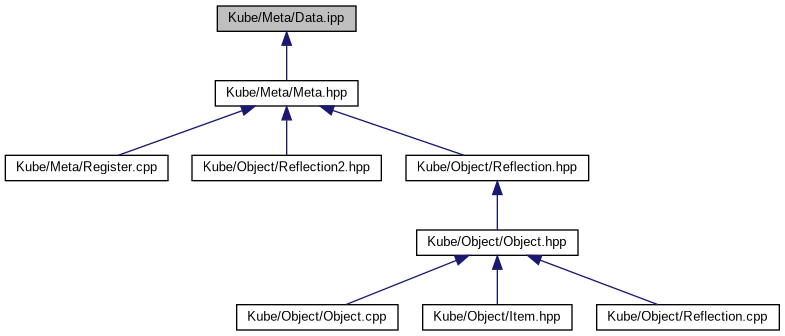 Kube/Meta/Data.ipp
Kube/Meta/Meta.hpp
Kube/Meta/Register.cpp
Kube/Object/Reflection2.hpp
Kube/Object/Reflection.hpp
Kube/Object/Object.hpp
Kube/Object/Object.cpp
Kube/Object/Item.hpp
Kube/Object/Reflection.cpp